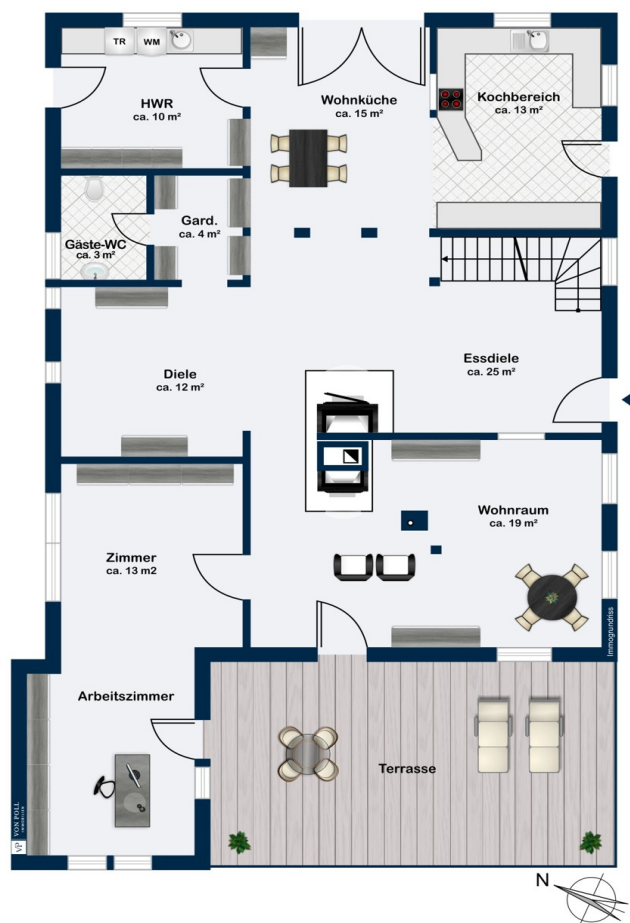 TR
WM
HWR
ca. 10 m²
Wohnküche
ca. 15 m²
Kochbereich
ca. 13 m²
Gard.
ca. 4 m²
Gäste-WC
ca. 3 m²
Diele
ca. 12 m²
Essdiele
ca. 25 m²
Wohnraum
ca. 19 m²
Zimmer
ca. 13 m2
Immogrundriss
Arbeitszimmer
Terrasse
VP
VON POLL
IMMOBILIEN
N